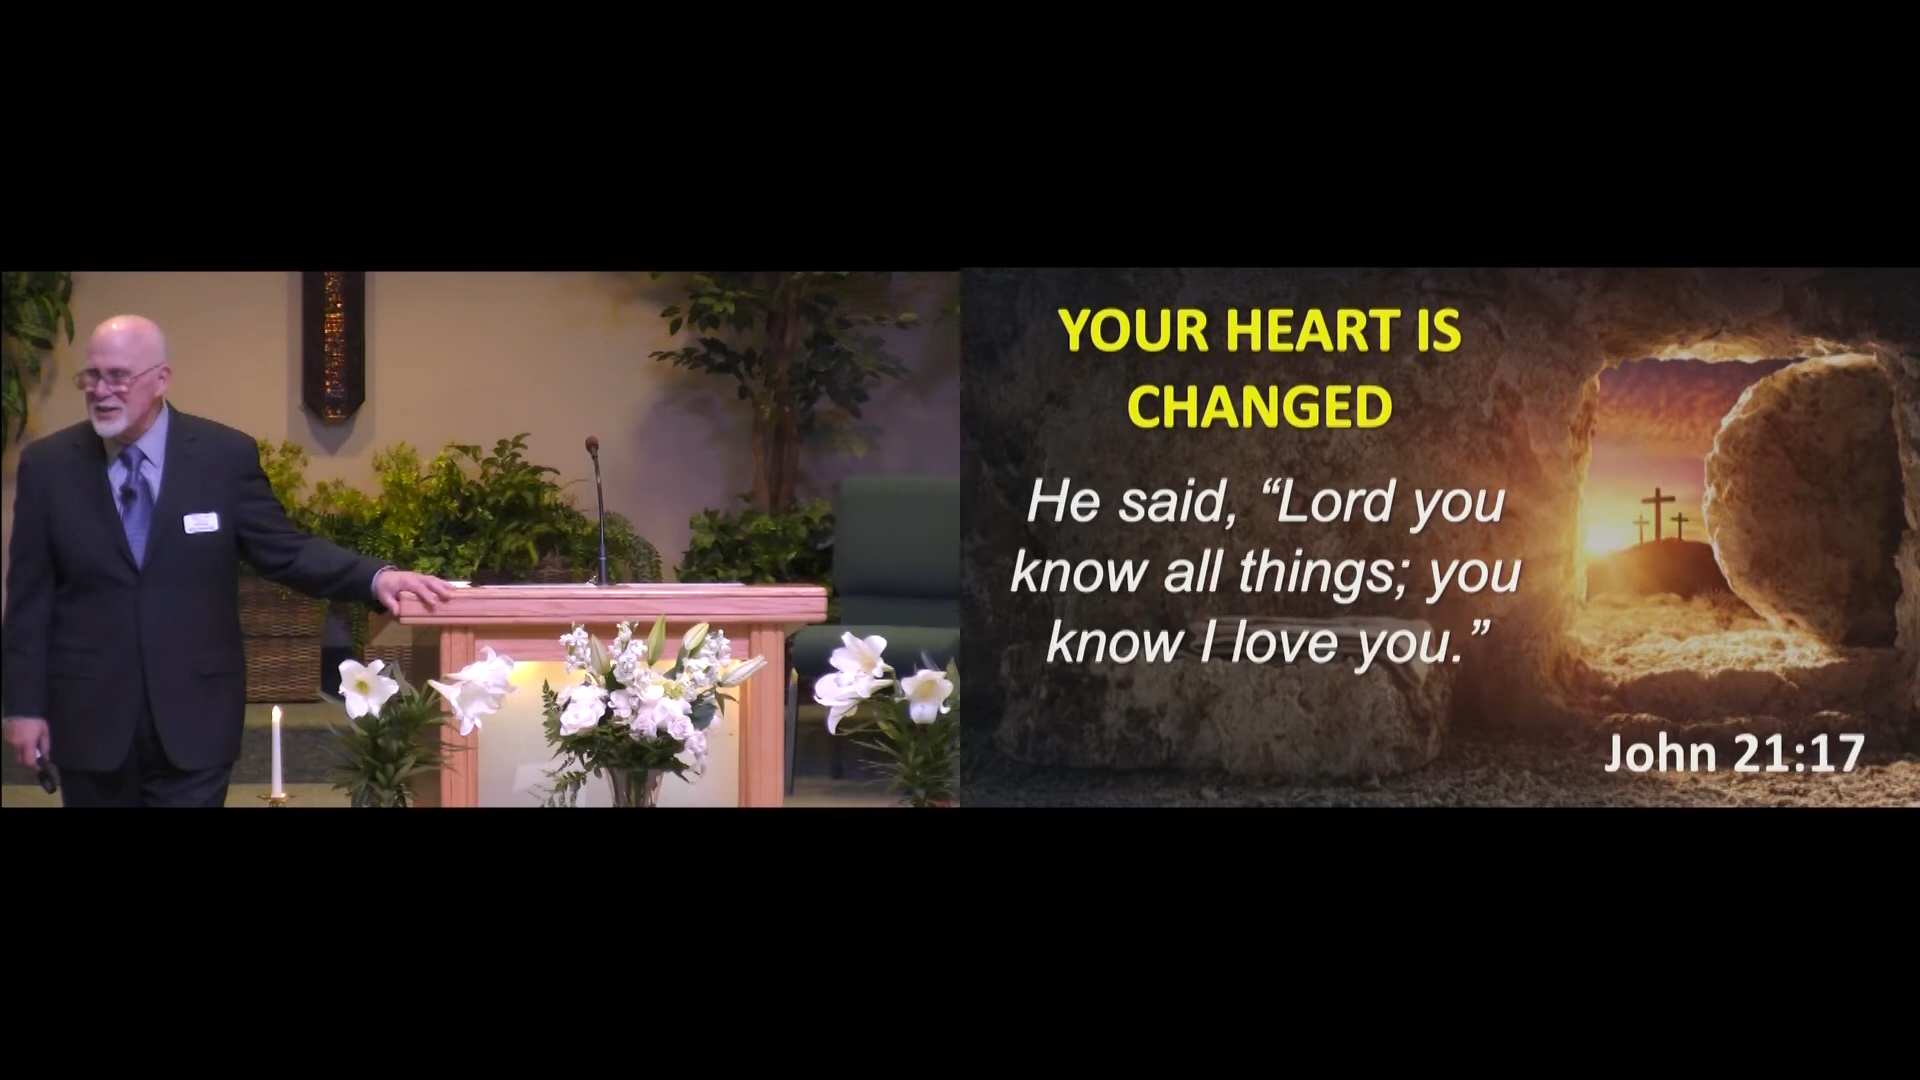 YOUR HEART IS
CHANGED
He said, “Lord you
know all things; you
know I love you.”
John 21:17